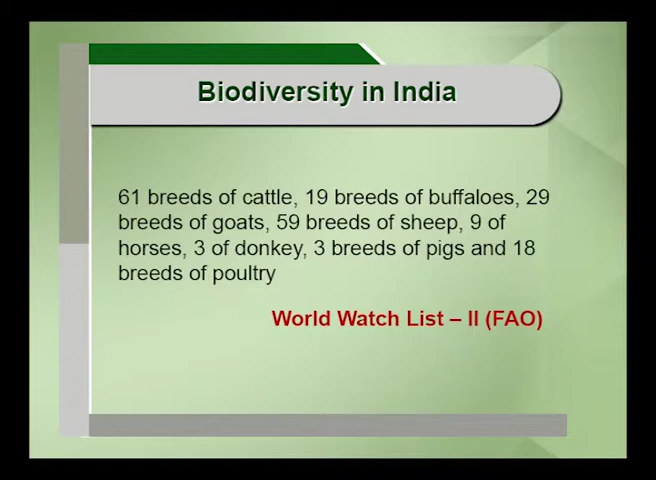 Biodiversity in India
61 breeds of cattle, 19 breeds of buffaloes, 29
breeds of goats, 59 breeds of sheep, 9 of
horses, 3 of donkey, 3 breeds of pigs and 18
breeds of poultry
World Watch List – II (FAO)